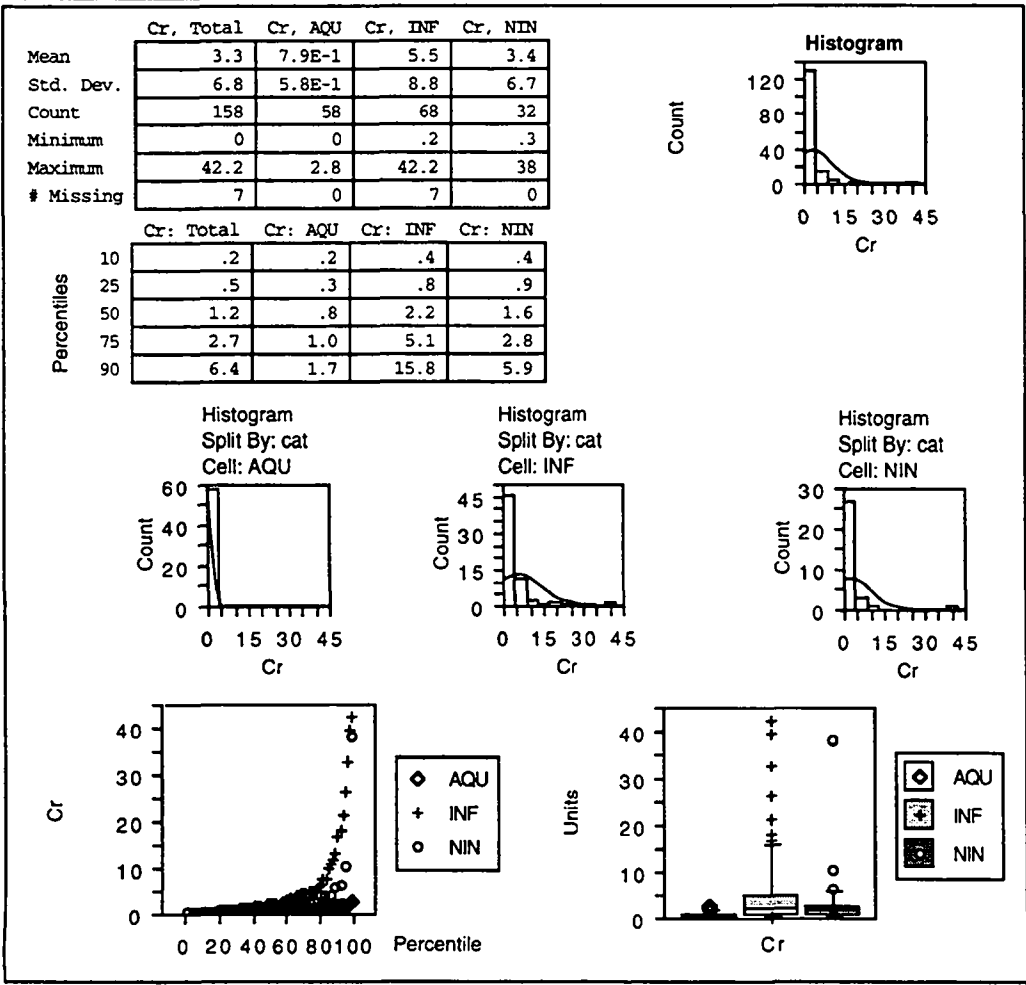 Cr, Total Cr, AQU Cr, INF Cr, NIN
Mean 3.3 7.9E-1 5.5 3.4
Std. Dev. 6.8 5.8E-1 8.8 6.7
Count 158 58 68 32
Minimum 0 0 .2 .3
Maximum 42.2 2.8 42.2 38
# Missing 7 0 7 0
Cr: Total Cr: AQU Cr: INF Cr: NIN
Percentiles
10 .2 .2 .4 .4
25 .5 .3 .8 .9
50 1.2 .8 2.2 1.6
75 2.7 1.0 5.1 2.8
90 6.4 1.7 15.8 5.9
Histogram
Count
120
80
40
0
0 15 30 45
Cr
Histogram
Split By: cat
Cell: AQU
Count
60
40
20
0
0 15 30 45
Cr
Histogram
Split By: cat
Cell: INF
Count
45
30
15
0
0 15 30 45
Cr
Histogram
Split By: cat
Cell: NIN
Count
30
20
10
0
0 15 30 45
Cr
Cr
40
30
20
10
0
0 20 40 60 80 100 Percentile
AQU
INF
NIN
Units
40
30
20
10
0
Cr
AQU
INF
NIN